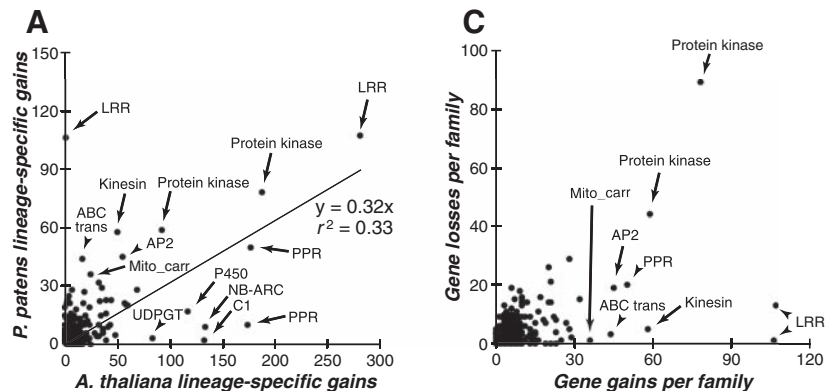 A
P. patens lineage-specific gains
150
120
90
60
30
0
0 50 100 150 200 250 300
A. thaliana lineage-specific gains
LRR
LRR
Protein kinase
Kinesin
Protein kinase
ABC
trans
AP2
Mito_carr
y = 0.32x
r² = 0.33
PPR
P450
NB-ARC
C1
UDPGT
PPR
C
Gene losses per family
100
80
60
40
20
0
0 30 60 90 120
Gene gains per family
Protein kinase
Protein kinase
Mito_carr
AP2
PPR
ABC trans
Kinesin
LRR